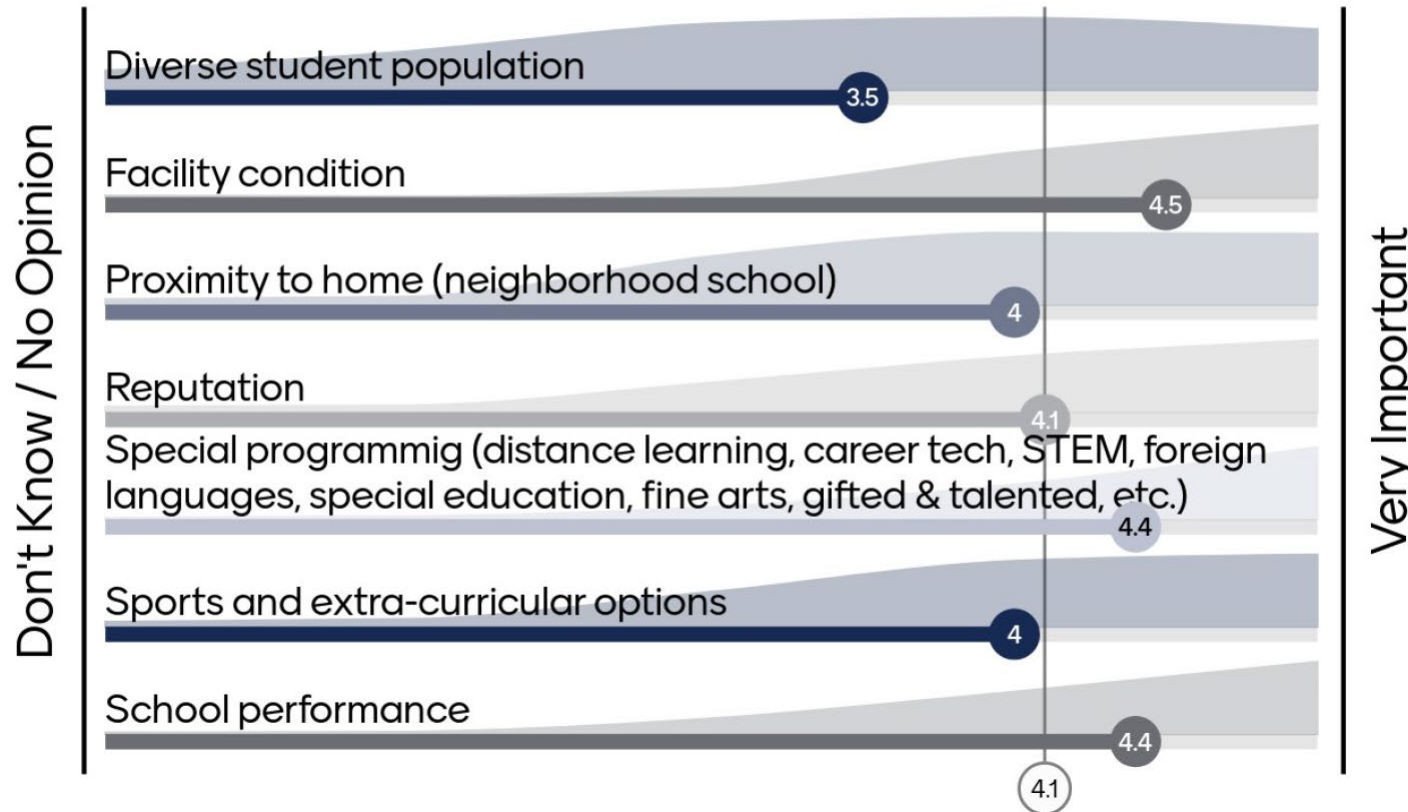 Don't Know / No Opinion
Diverse student population
3.5
Facility condition
4.5
Proximity to home (neighborhood school)
4
Reputation
4.1
Special programmig (distance learning, career tech, STEM, foreign
languages, special education, fine arts, gifted & talented, etc.)
4.4
Sports and extra-curricular options
4
School performance
4.4
4.1
Very Important